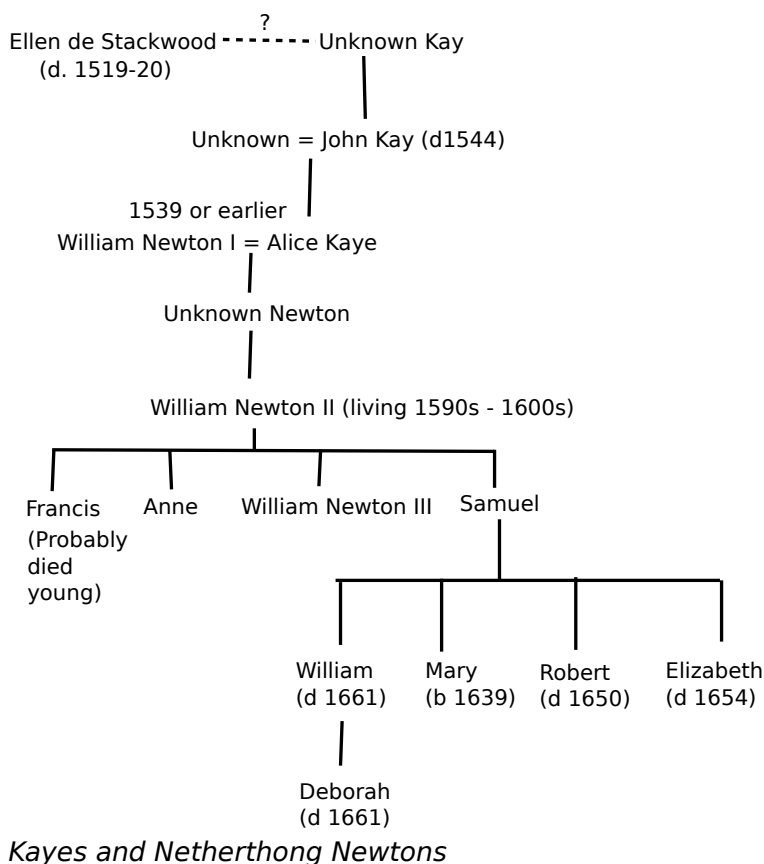 ?
Ellen de Stackwood Unknown Kay
(d. 1519-20)
Unknown = John Kay (d1544)
1539 or earlier
William Newton I = Alice Kaye
Unknown Newton
William Newton II (living 1590s - 1600s)
Francis Anne William Newton III Samuel
(Probably
died
young)
William Mary Robert Elizabeth
(d 1661) (b 1639) (d 1650) (d 1654)
Deborah
(d 1661)
Kayes and Netherthong Newtons